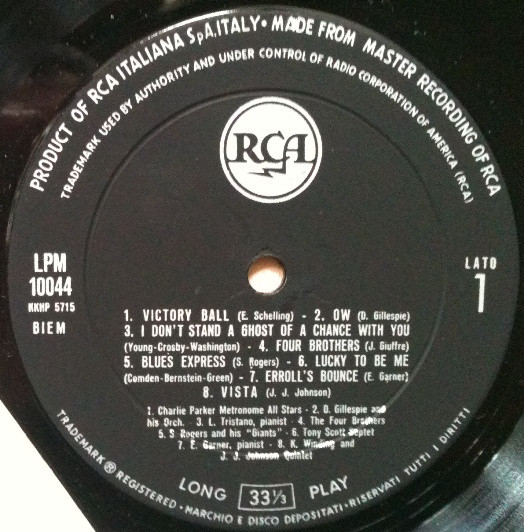 PRODUCT OF RCA ITALIANA SpA.ITALY • MADE FROM MASTER RECORDING OF RCA
TRADEMARK USED BY AUTHORITY AND UNDER CONTROL OF RADIO CORPORATION OF AMERICA (RCA)
RCA
LPM
10044
KKHP 5715
BIEM
LATO
1
1. VICTORY BALL (E. Schelling) - 2. OW (D. Gillespie)
3. I DON'T STAND A GHOST OF A CHANCE WITH YOU
(Young-Crosby-Washington) - 4. FOUR BROTHERS (J. Giuffre)
5. BLUES EXPRESS (S. Rogers) - 6. LUCKY TO BE ME
(Comden-Bernstein-Green) - 7. ERROLL'S BOUNCE (E. Garner)
8. VISTA (J. J. Johnson)
1. Charlie Parker Metronome All Stars - 2. D. Gillespie and
his Orch. - 3. L. Tristano, pianist - 4. The Four Brothers
5. S Rogers and his "Giants" - 6. Tony Scott Septet
7. E. Garner, pianist - 8. K. Winding and
J. J. Johnson Quintet
LONG 33 1/3 PLAY
TRADEMARK ® REGISTERED • MARCHIO E DISCO DEPOSITATI • RISERVATI TUTTI I DIRITTI